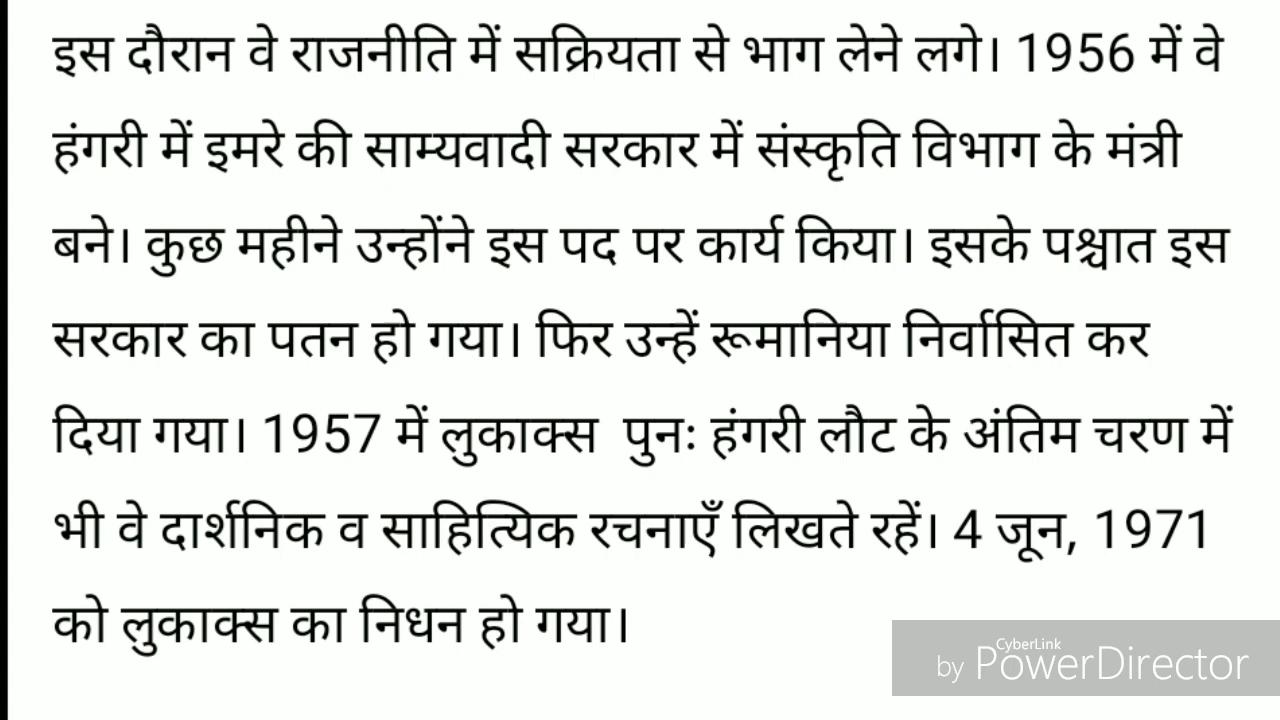 इस दौरान वे राजनीति में सक्रियता से भाग लेने लगे। 1956 में वे
हंगरी में इमरे की साम्यवादी सरकार में संस्कृति विभाग के मंत्री
बने। कुछ महीने उन्होंने इस पद पर कार्य किया। इसके पश्चात इस
सरकार का पतन हो गया। फिर उन्हें रूमानिया निर्वासित कर
दिया गया। 1957 में लुकाक्स पुनः हंगरी लौट के अंतिम चरण में
भी वे दार्शनिक व साहित्यिक रचनाएँ लिखते रहें। 4 जून, 1971
को लुकाक्स का निधन हो गया।
CyberLink
by PowerDirector